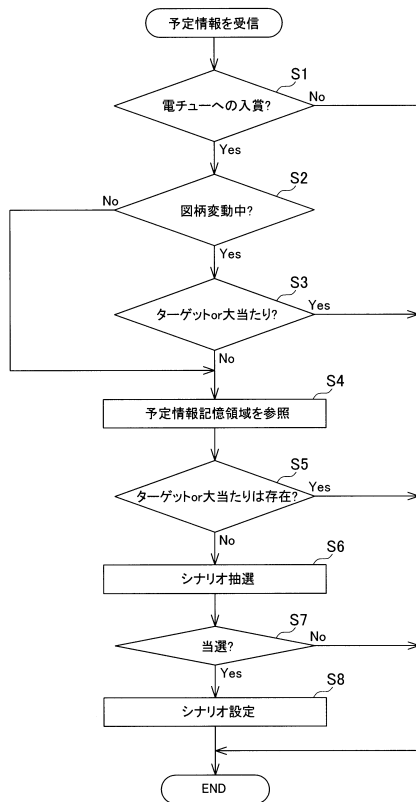 予定情報を受信
S1
電チューへの入賞?
No
Yes
S2
No
図柄変動中?
Yes
S3
ターゲットor大当たり?
Yes
No
S4
予定情報記憶領域を参照
S5
ターゲットor大当たりは存在?
Yes
No
S6
シナリオ抽選
S7
当選?
No
Yes
S8
シナリオ設定
END